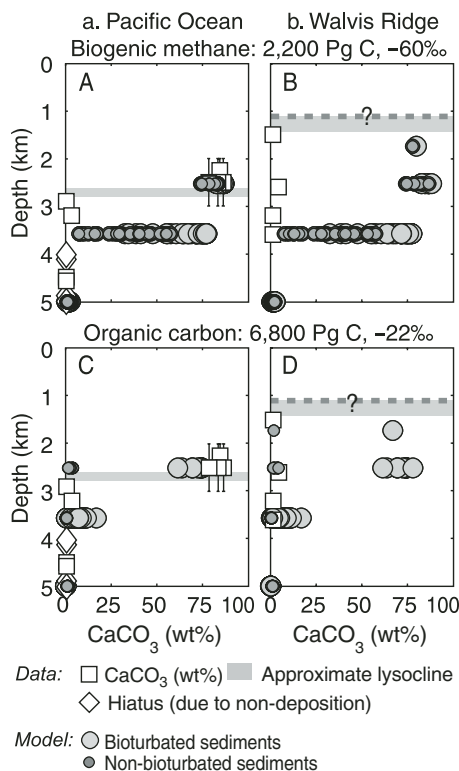 a. Pacific Ocean b. Walvis Ridge
Biogenic methane: 2,200 Pg C, −60‰
0
1
2
3
4
5
Depth (km)
A
B
?
Organic carbon: 6,800 Pg C, −22‰
0
1
2
3
4
5
Depth (km)
C
D
?
0 25 50 75 100 0 25 50 75 100
CaCO3 (wt%) CaCO3 (wt%)
Data: CaCO3 (wt%) Approximate lysocline
Hiatus (due to non-deposition)
Model: Bioturbated sediments
Non-bioturbated sediments